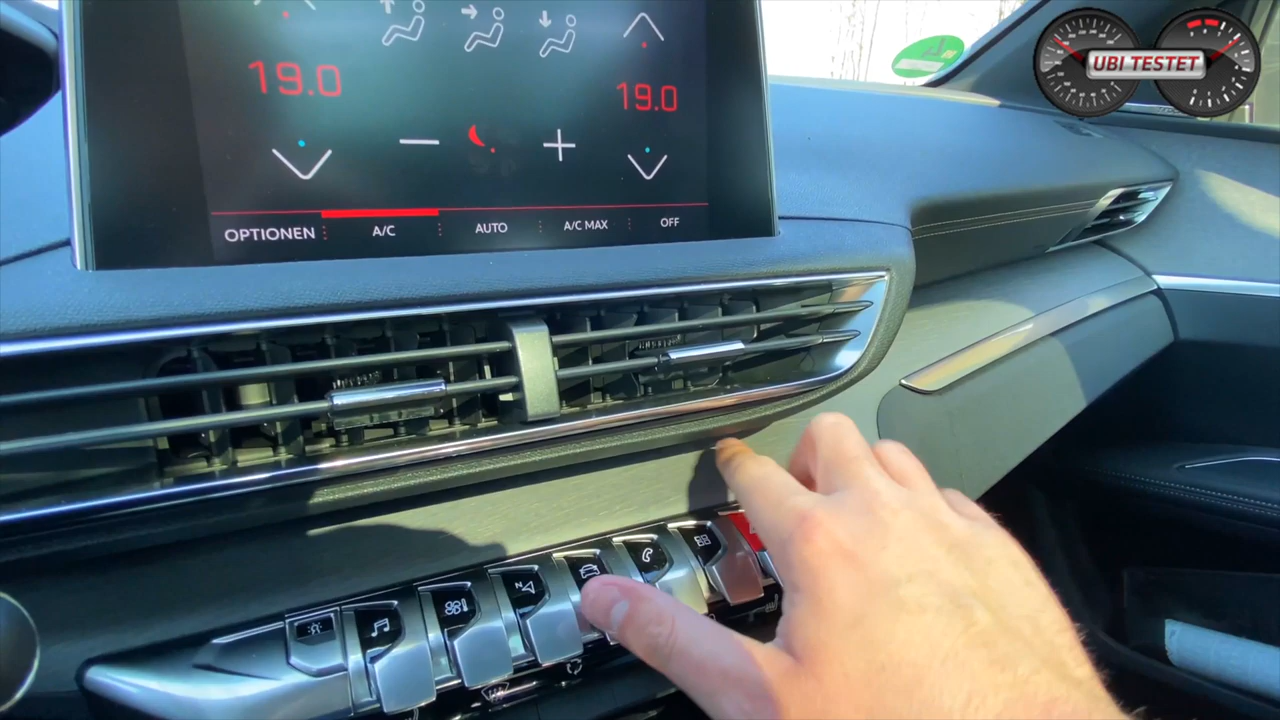 UBI TESTET
19.0
19.0
OPTIONEN A/C AUTO A/C MAX OFF
N